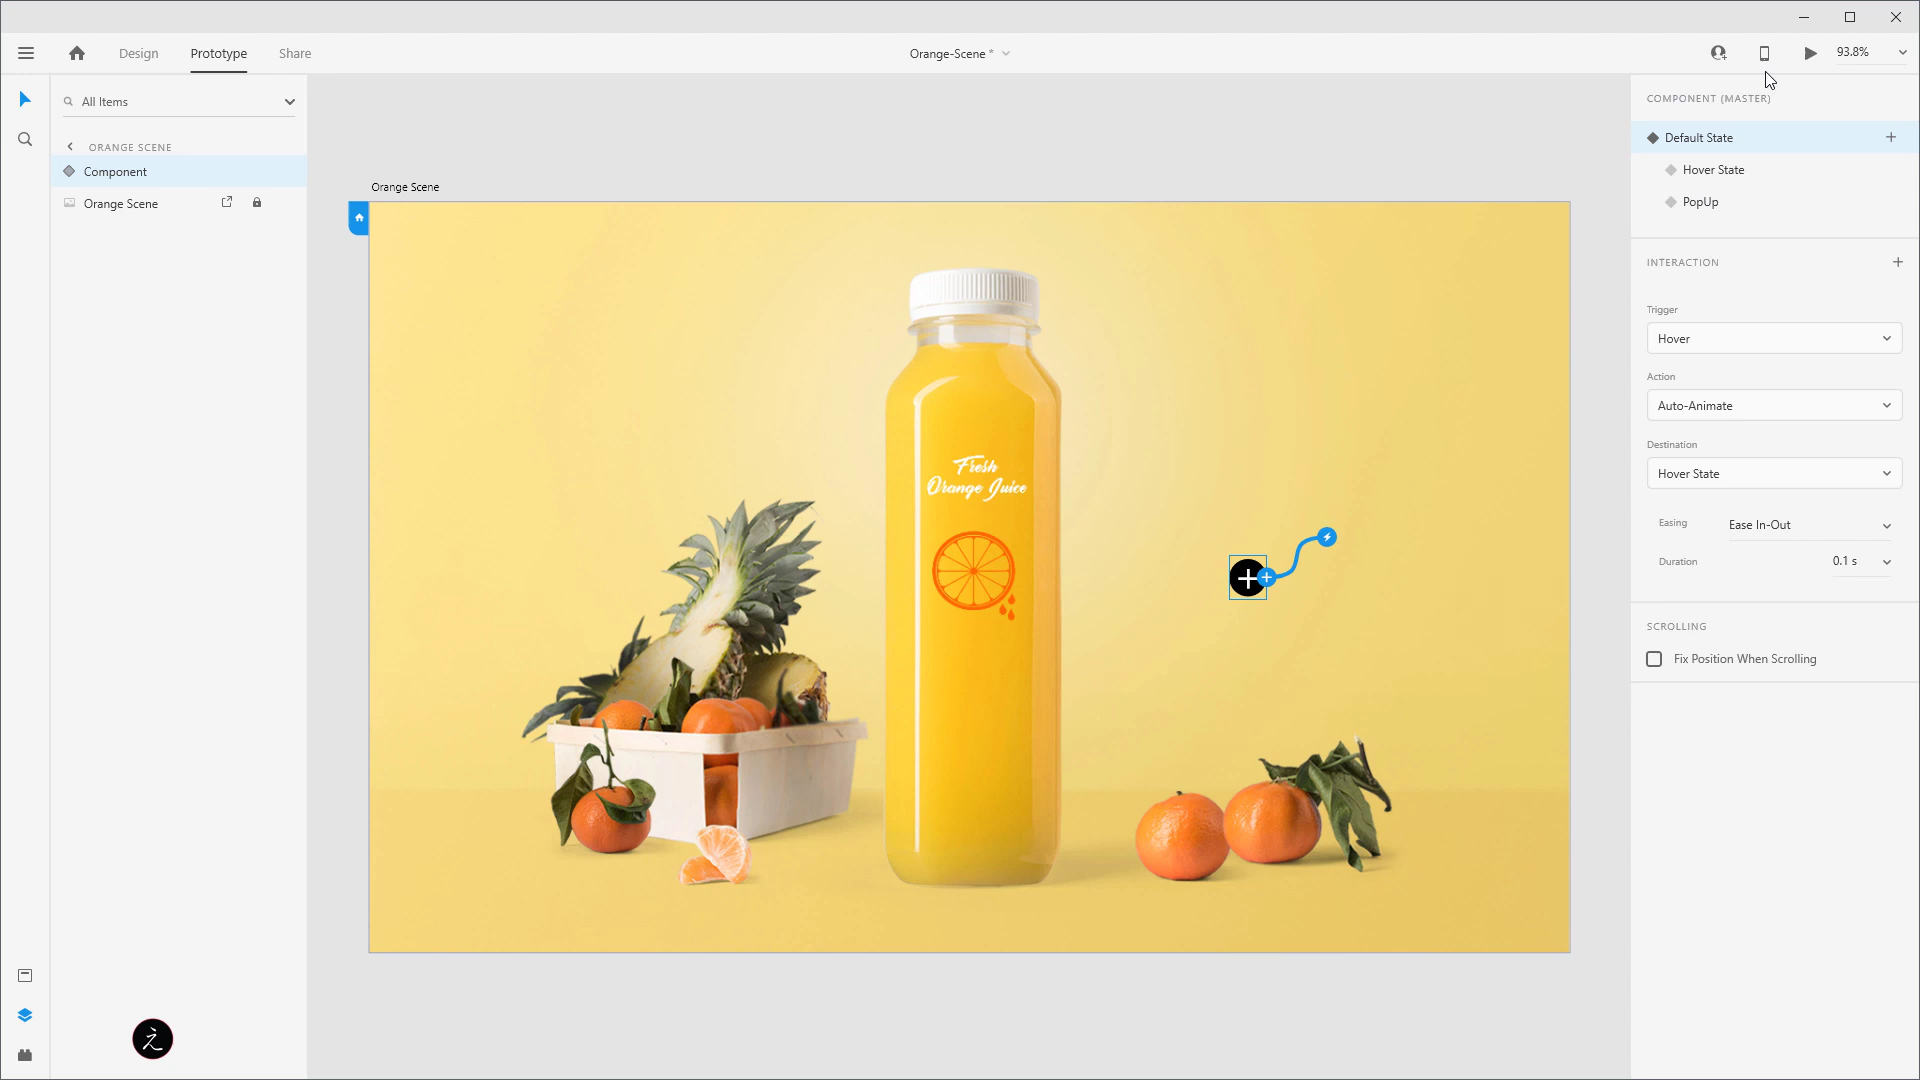 Design
Prototype
Share
Orange-Scene *
93.8%
All Items
ORANGE SCENE
Component
Orange Scene
Orange Scene
Fresh
Orange Juice
COMPONENT (MASTER)
Default State
Hover State
PopUp
INTERACTION
Trigger
Hover
Action
Auto-Animate
Destination
Hover State
Easing
Ease In-Out
Duration
0.1 s
SCROLLING
Fix Position When Scrolling